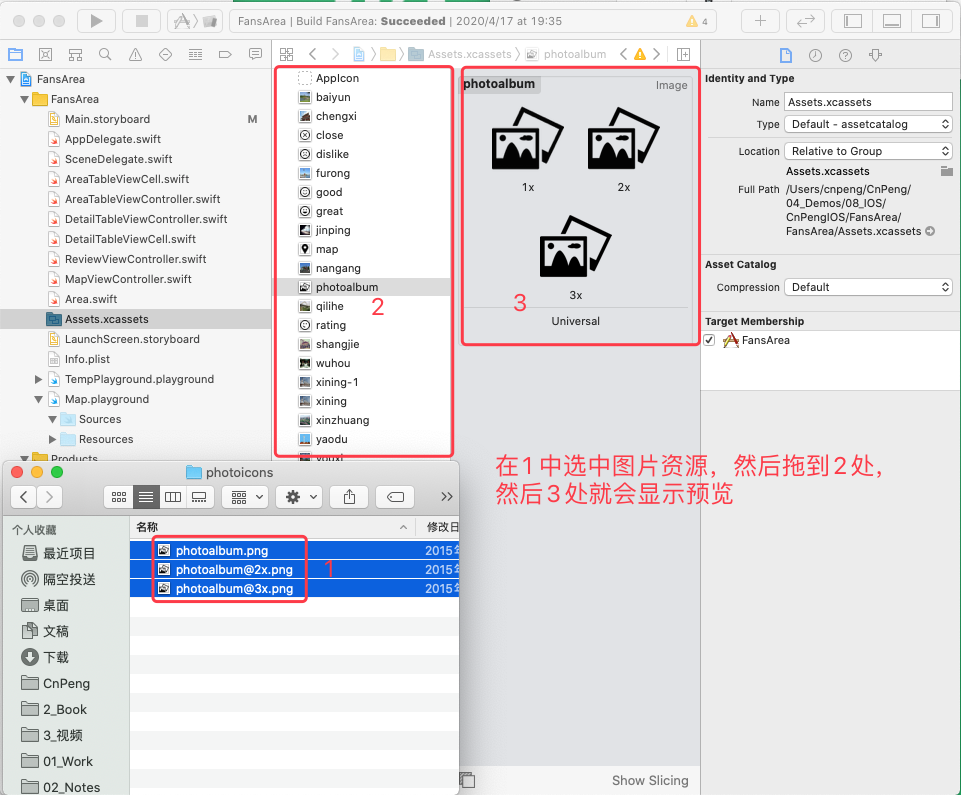 FansArea | Build FansArea: Succeeded | 2020/4/17 at 19:35
4
Assets.xcassets
photoalbum
FansArea
FansArea
Main.storyboard
M
AppDelegate.swift
SceneDelegate.swift
AreaTableViewCell.swift
AreaTableViewController.swift
DetailTableViewController.swift
DetailTableViewCell.swift
ReviewViewController.swift
MapViewController.swift
Area.swift
Assets.xcassets
LaunchScreen.storyboard
Info.plist
TempPlayground.playground
Map.playground
Sources
Resources
Products
AppIcon
baiyun
chengxi
close
dislike
furong
good
great
jinping
map
nangang
photoalbum
qilihe
rating
shangjie
wuhou
xining-1
xining
xinzhuang
yaodu
youxi
2
photoalbum
Image
1x
2x
3x
3
Universal
Identity and Type
Name
Assets.xcassets
Type
Default - assetcatalog
Location
Relative to Group
Assets.xcassets
Full Path
/Users/cnpeng/CnPeng/
04_Demos/08_IOS/
CnPengIOS/FansArea/
FansArea/Assets.xcassets
Asset Catalog
Compression
Default
Target Membership
FansArea
在1中选中图片资源，然后拖到2处，
然后3处就会显示预览
photoicons
个人收藏
最近项目
隔空投送
桌面
文稿
下载
CnPeng
2_Book
3_视频
01_Work
02_Notes
名称
修改日
photoalbum.png
2015年
photoalbum@2x.png
2015年
photoalbum@3x.png
2015年
1
Show Slicing